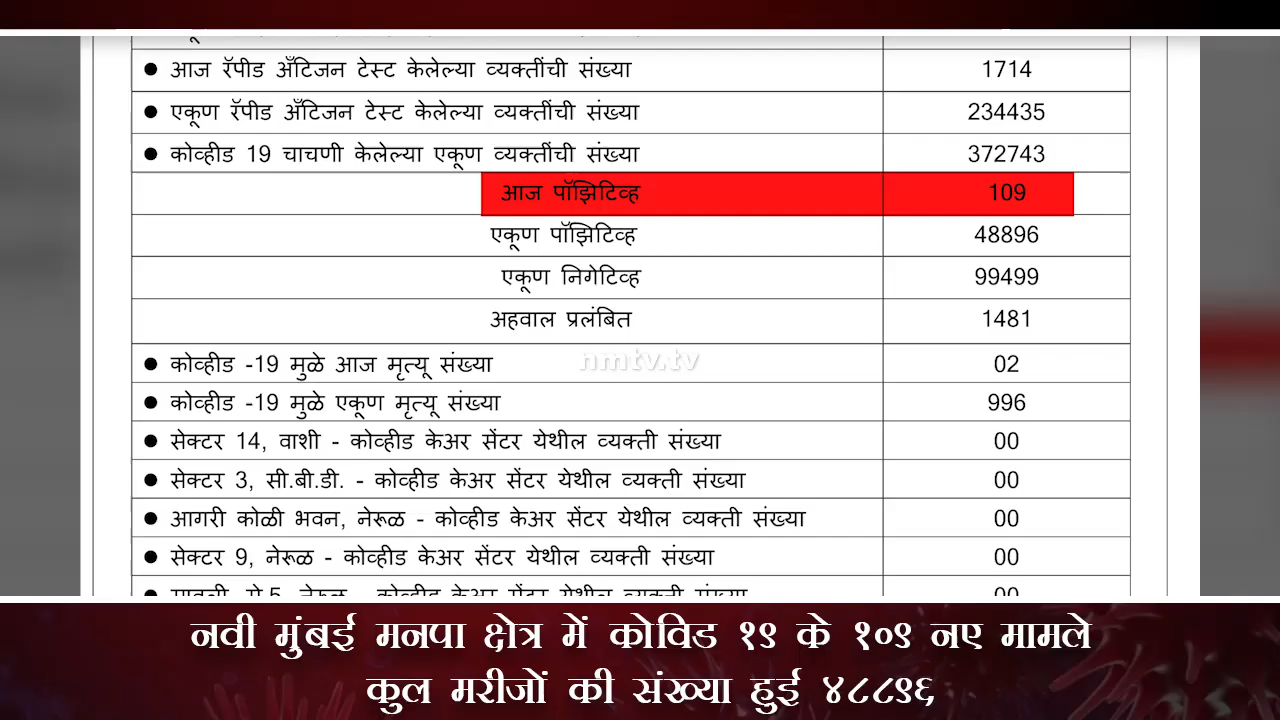 ● आज रॅपीड अँटिजन टेस्ट केलेल्या व्यक्तींची संख्या 1714
● एकूण रॅपीड अँटिजन टेस्ट केलेल्या व्यक्तींची संख्या 234435
● कोव्हीड 19 चाचणी केलेल्या एकूण व्यक्तींची संख्या 372743
आज पॉझिटिव्ह 109
एकूण पॉझिटिव्ह 48896
एकूण निगेटिव्ह 99499
अहवाल प्रलंबित 1481
● कोव्हीड -19 मुळे आज मृत्यू संख्या 02
nmtv.tv
● कोव्हीड -19 मुळे एकूण मृत्यू संख्या 996
● सेक्टर 14, वाशी - कोव्हीड केअर सेंटर येथील व्यक्ती संख्या 00
● सेक्टर 3, सी.बी.डी. - कोव्हीड केअर सेंटर येथील व्यक्ती संख्या 00
● आगरी कोळी भवन, नेरूळ - कोव्हीड केअर सेंटर येथील व्यक्ती संख्या 00
● सेक्टर 9, नेरूळ - कोव्हीड केअर सेंटर येथील व्यक्ती संख्या 00
नवी मुंबई मनपा क्षेत्र में कोविड १९ के १०९ नए मामले
कुल मरीजों की संख्या हुई ४८८९६